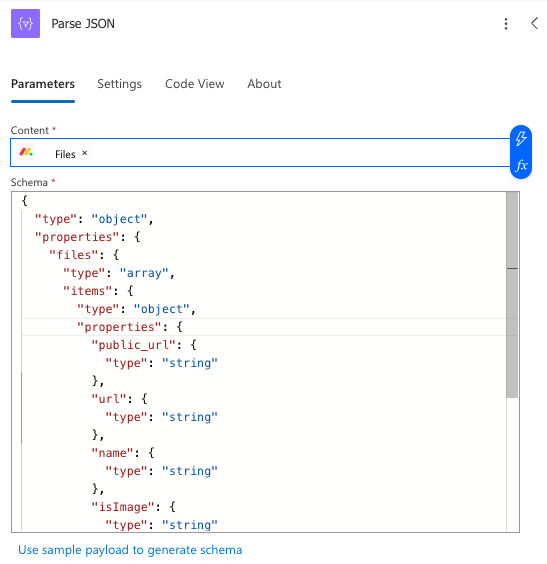 Parse JSON
Parameters Settings Code View About
Content *
Files ×
fx
Schema *
{
"type": "object",
"properties": {
"files": {
"type": "array",
"items": {
"type": "object",
"properties": {
"public_url": {
"type": "string"
},
"url": {
"type": "string"
},
"name": {
"type": "string"
},
"isImage": {
"type": "string"
Use sample payload to generate schema